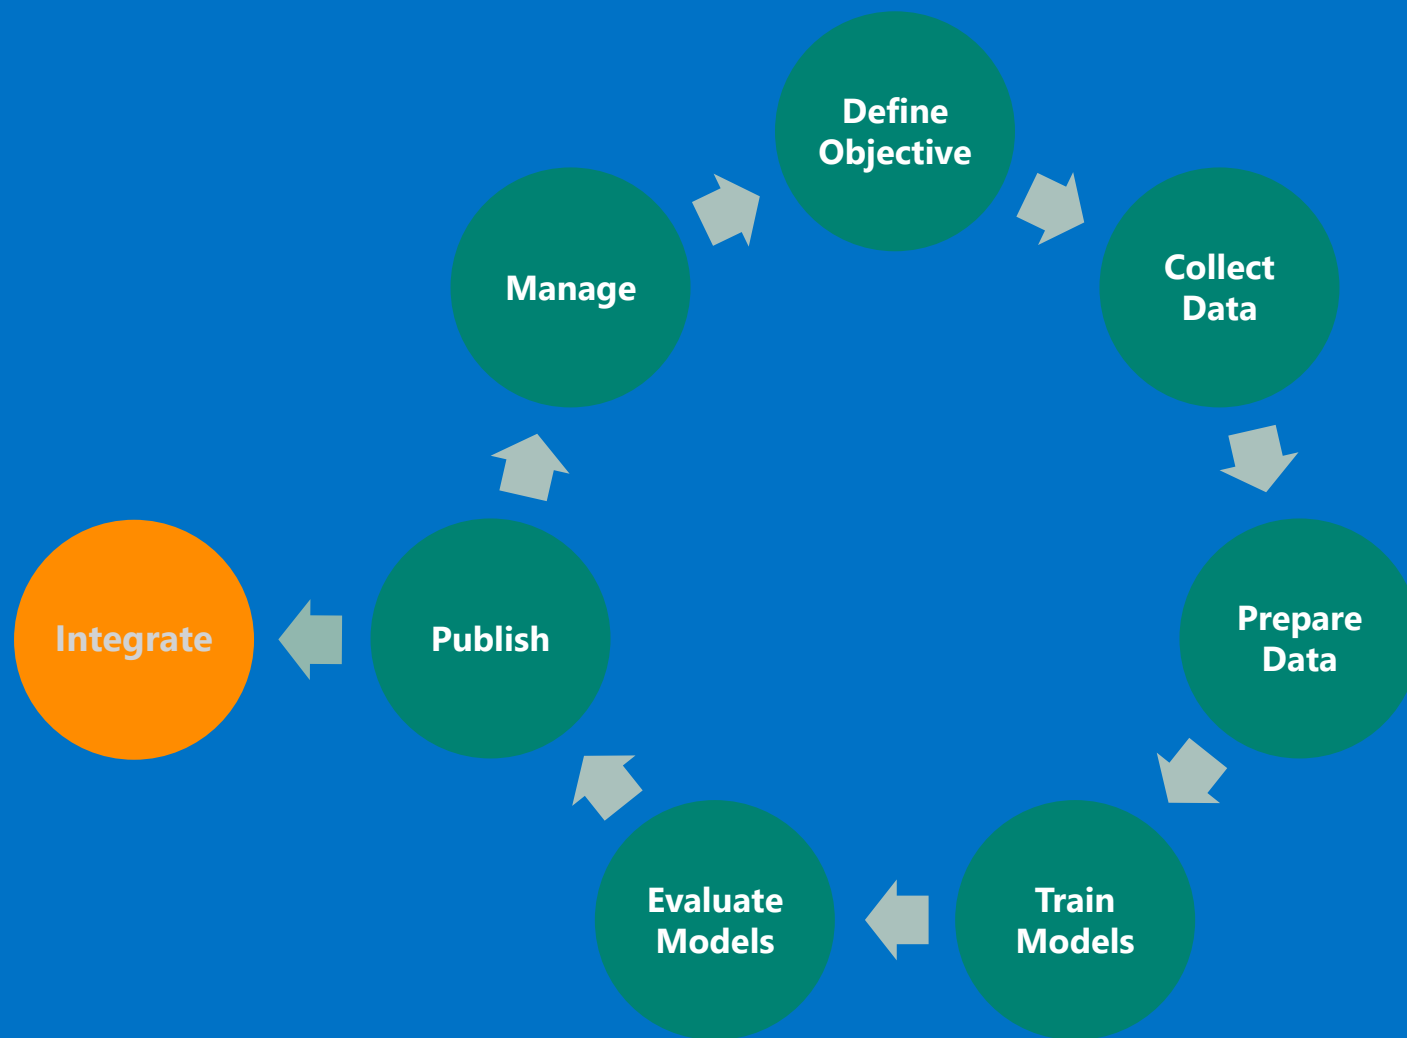 Define
Objective
Collect
Data
Manage
Prepare
Data
Integrate
Publish
Evaluate
Models
Train
Models